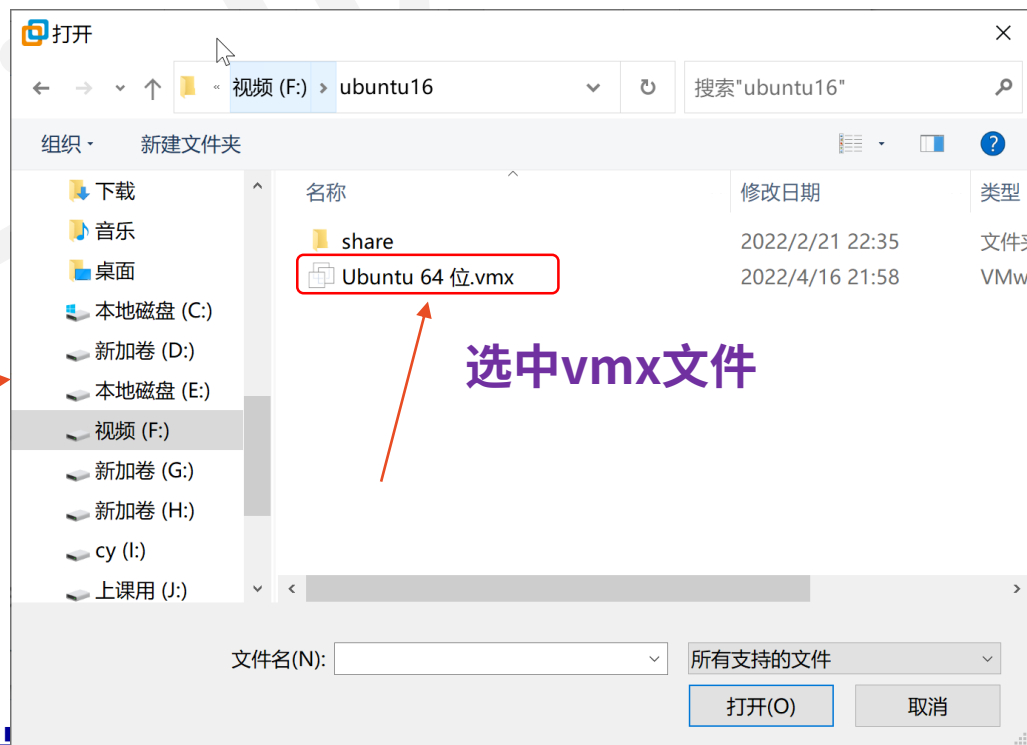 打开
« 视频 (F:) › ubuntu16
搜索"ubuntu16"
组织
新建文件夹
?
下载
音乐
桌面
本地磁盘 (C:)
新加卷 (D:)
本地磁盘 (E:)
视频 (F:)
新加卷 (G:)
新加卷 (H:)
cy (I:)
上课用 (J:)
名称 修改日期 类型
share 2022/2/21 22:35 文件夹
Ubuntu 64 位.vmx 2022/4/16 21:58 VMw
选中vmx文件
文件名(N):
所有支持的文件
打开(O)
取消